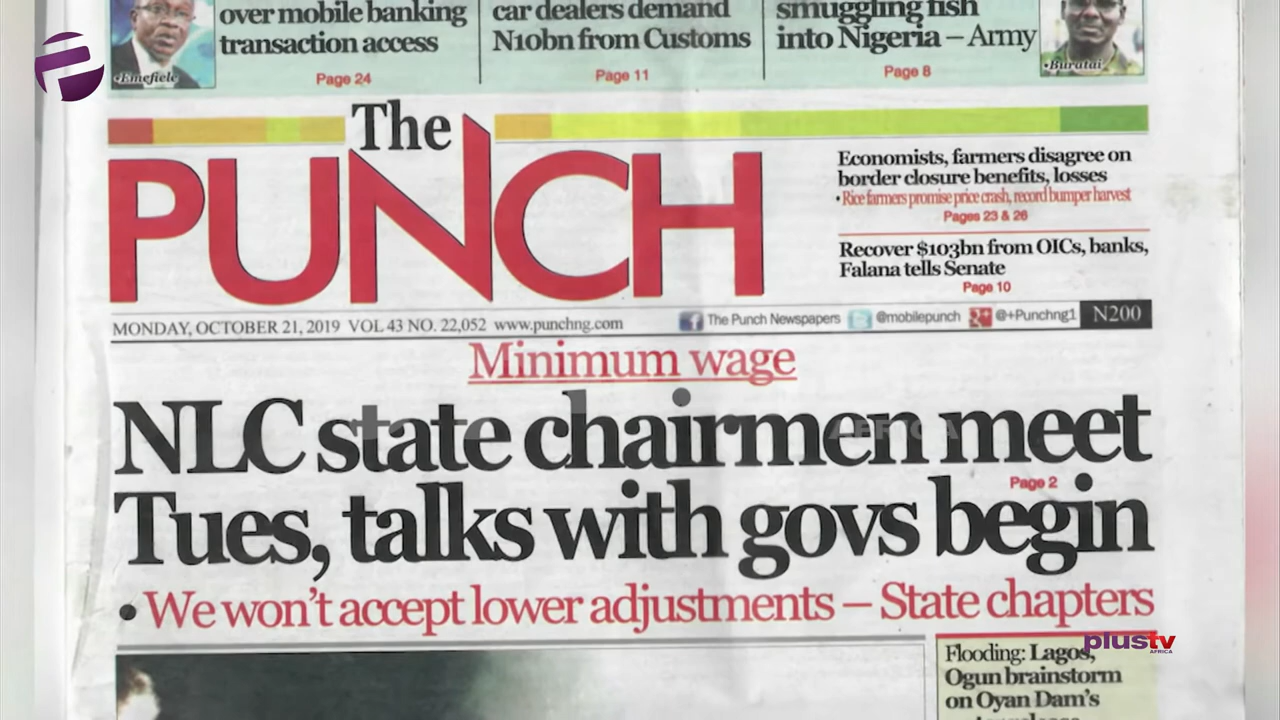 over mobile banking
transaction access
Page 24
•Emefiele
car dealers demand
N10bn from Customs
Page 11
smuggling fish
into Nigeria – Army
Page 8
•Buratai
The
PUNCH
Economists, farmers disagree on
border closure benefits, losses
•Rice farmers promise price crash, record bumper harvest
Pages 23 & 26
Recover $103bn from OICs, banks,
Falana tells Senate
Page 10
MONDAY, OCTOBER 21, 2019 VOL 43 NO. 22,052 www.punchng.com
The Punch Newspapers @mobilepunch @+Punchng1 N200
Minimum wage
NLC state chairmen meet
Tues, talks with govs begin
Page 2
• We won't accept lower adjustments – State chapters
Flooding: Lagos,
Ogun brainstorm
on Oyan Dam's
plustv
AFRICA
AFRICA